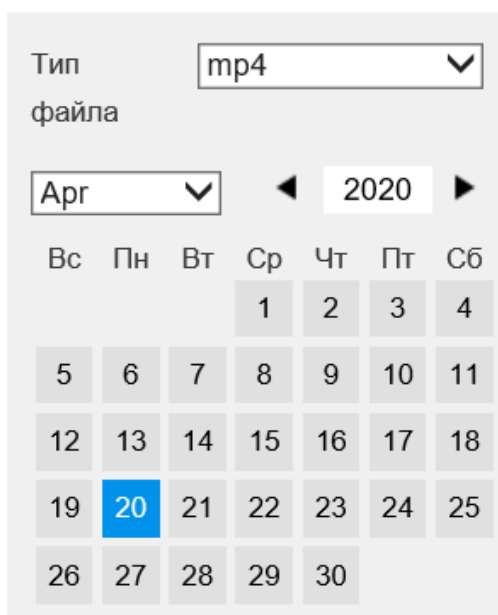 Тип mp4
файла
Apr 2020
Вс Пн Вт Ср Чт Пт Сб
1 2 3 4
5 6 7 8 9 10 11
12 13 14 15 16 17 18
19 20 21 22 23 24 25
26 27 28 29 30